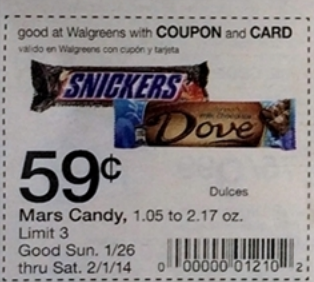 good at Walgreens with COUPON and CARD
válido en Walgreens con cupón y tarjeta
SNICKERS
milk chocolate
Dove
59¢
Dulces
Mars Candy, 1.05 to 2.17 oz.
Limit 3
Good Sun. 1/26
thru Sat. 2/1/14
0 00000 01210 2